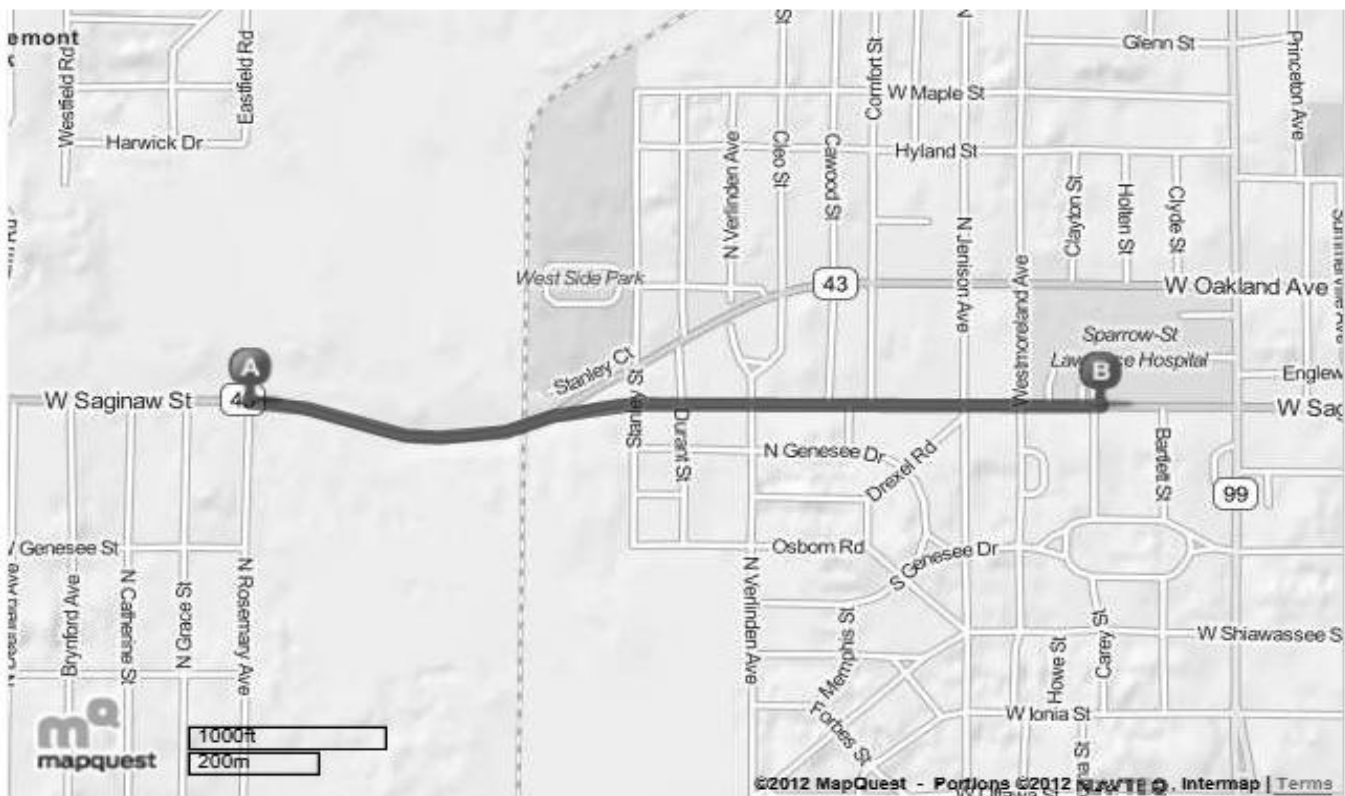 emont
Westfield Rd
Eastfield Rd
Harwick Dr
St
N
Comfort St
Glenn St
Princeton Ave
W Maple St
N Verlinden Ave
Cleo St
Cawood St
Hyland St
Clayton St
Holten St
Clyde St
N Jenison Ave
Westmoreland Ave
West Side Park
43
W Oakland Ave
Sparrow-St
Hospital
A
B
Stanley Ct
Englew
W Saginaw St
W Sag
Stanley St
Durant St
N Genesee Dr
Drexel Rd
Bartlett St
99
Genesee St
Osborn Rd
S Genesee Dr
Brynford Ave
N Catherine St
N Grace St
N Rosemary Ave
N Verlinden Ave
Memphis St
Forbes St
Howe St
Carey St
W Shiawassee S
W Ionia St
mq
mapquest
1000ft
200m
©2012 MapQuest - Portions ©2012 NAVTEQ, Intermap | Terms